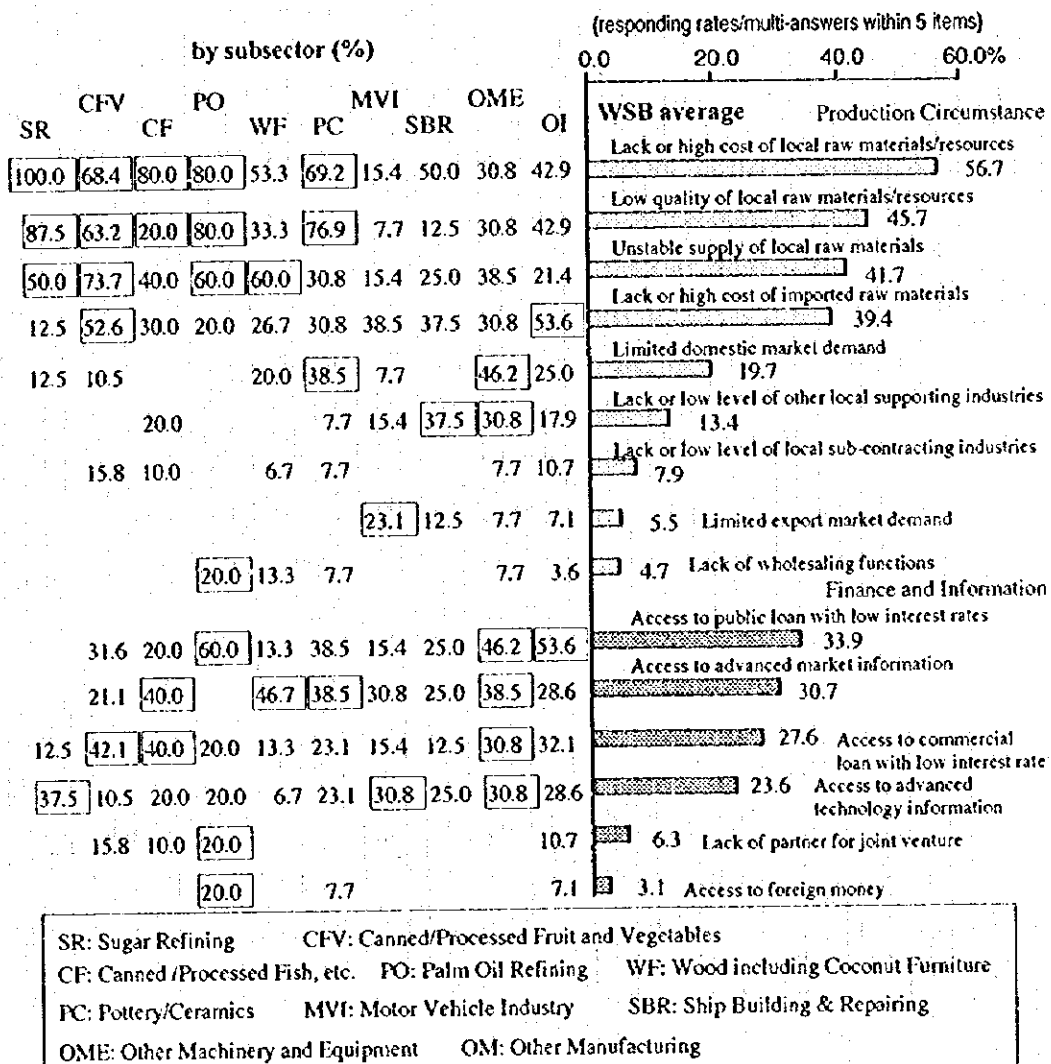 (responding rates/multi-answers within 5 items)
by subsector (%)
0.0 20.0 40.0 60.0%
CFV PO MVI OME
SR CF WF PC SBR OI
WSB average Production Circumstance
Lack or high cost of local raw materials/resources
100.0 68.4 80.0 80.0 53.3 69.2 15.4 50.0 30.8 42.9 56.7
Low quality of local raw materials/resources
87.5 63.2 20.0 80.0 33.3 76.9 7.7 12.5 30.8 42.9 45.7
Unstable supply of local raw materials
50.0 73.7 40.0 60.0 60.0 30.8 15.4 25.0 38.5 21.4 41.7
Lack or high cost of imported raw materials
12.5 52.6 30.0 20.0 26.7 30.8 38.5 37.5 30.8 53.6 39.4
Limited domestic market demand
12.5 10.5 20.0 38.5 7.7 46.2 25.0 19.7
Lack or low level of other local supporting industries
20.0 7.7 15.4 37.5 30.8 17.9 13.4
Lack or low level of local sub-contracting industries
15.8 10.0 6.7 7.7 7.7 10.7 7.9
23.1 12.5 7.7 7.1 5.5 Limited export market demand
20.0 13.3 7.7 7.7 3.6 4.7 Lack of wholesaling functions
Finance and Information
Access to public loan with low interest rates
31.6 20.0 60.0 13.3 38.5 15.4 25.0 46.2 53.6 33.9
Access to advanced market information
21.1 40.0 46.7 38.5 30.8 25.0 38.5 28.6 30.7
12.5 42.1 40.0 20.0 13.3 23.1 15.4 12.5 30.8 32.1 27.6 Access to commercial
loan with low interest rate
37.5 10.5 20.0 20.0 6.7 23.1 30.8 25.0 30.8 28.6 23.6 Access to advanced
technology information
15.8 10.0 20.0 10.7 6.3 Lack of partner for joint venture
20.0 7.7 7.1 3.1 Access to foreign money
SR: Sugar Refining CFV: Canned/Processed Fruit and Vegetables
CF: Canned /Processed Fish, etc. PO: Palm Oil Refining WF: Wood including Coconut Furniture
PC: Pottery/Ceramics MVI: Motor Vehicle Industry SBR: Ship Building & Repairing
OME: Other Machinery and Equipment OM: Other Manufacturing